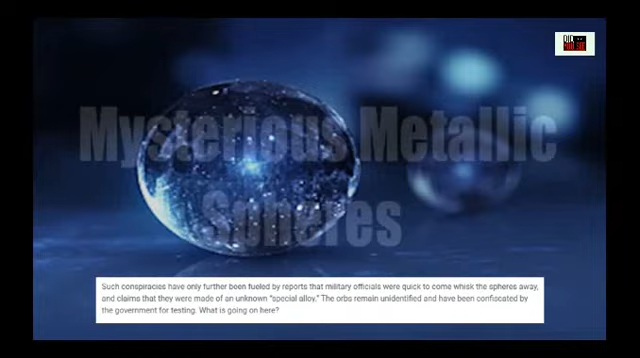 Mysterious Metallic
Spheres
Such conspiracies have only further been fueled by reports that military officials were quick to come whisk the spheres away,
and claims that they were made of an unknown "special alloy." The orbs remain unidentified and have been confiscated by
the government for testing. What is going on here?